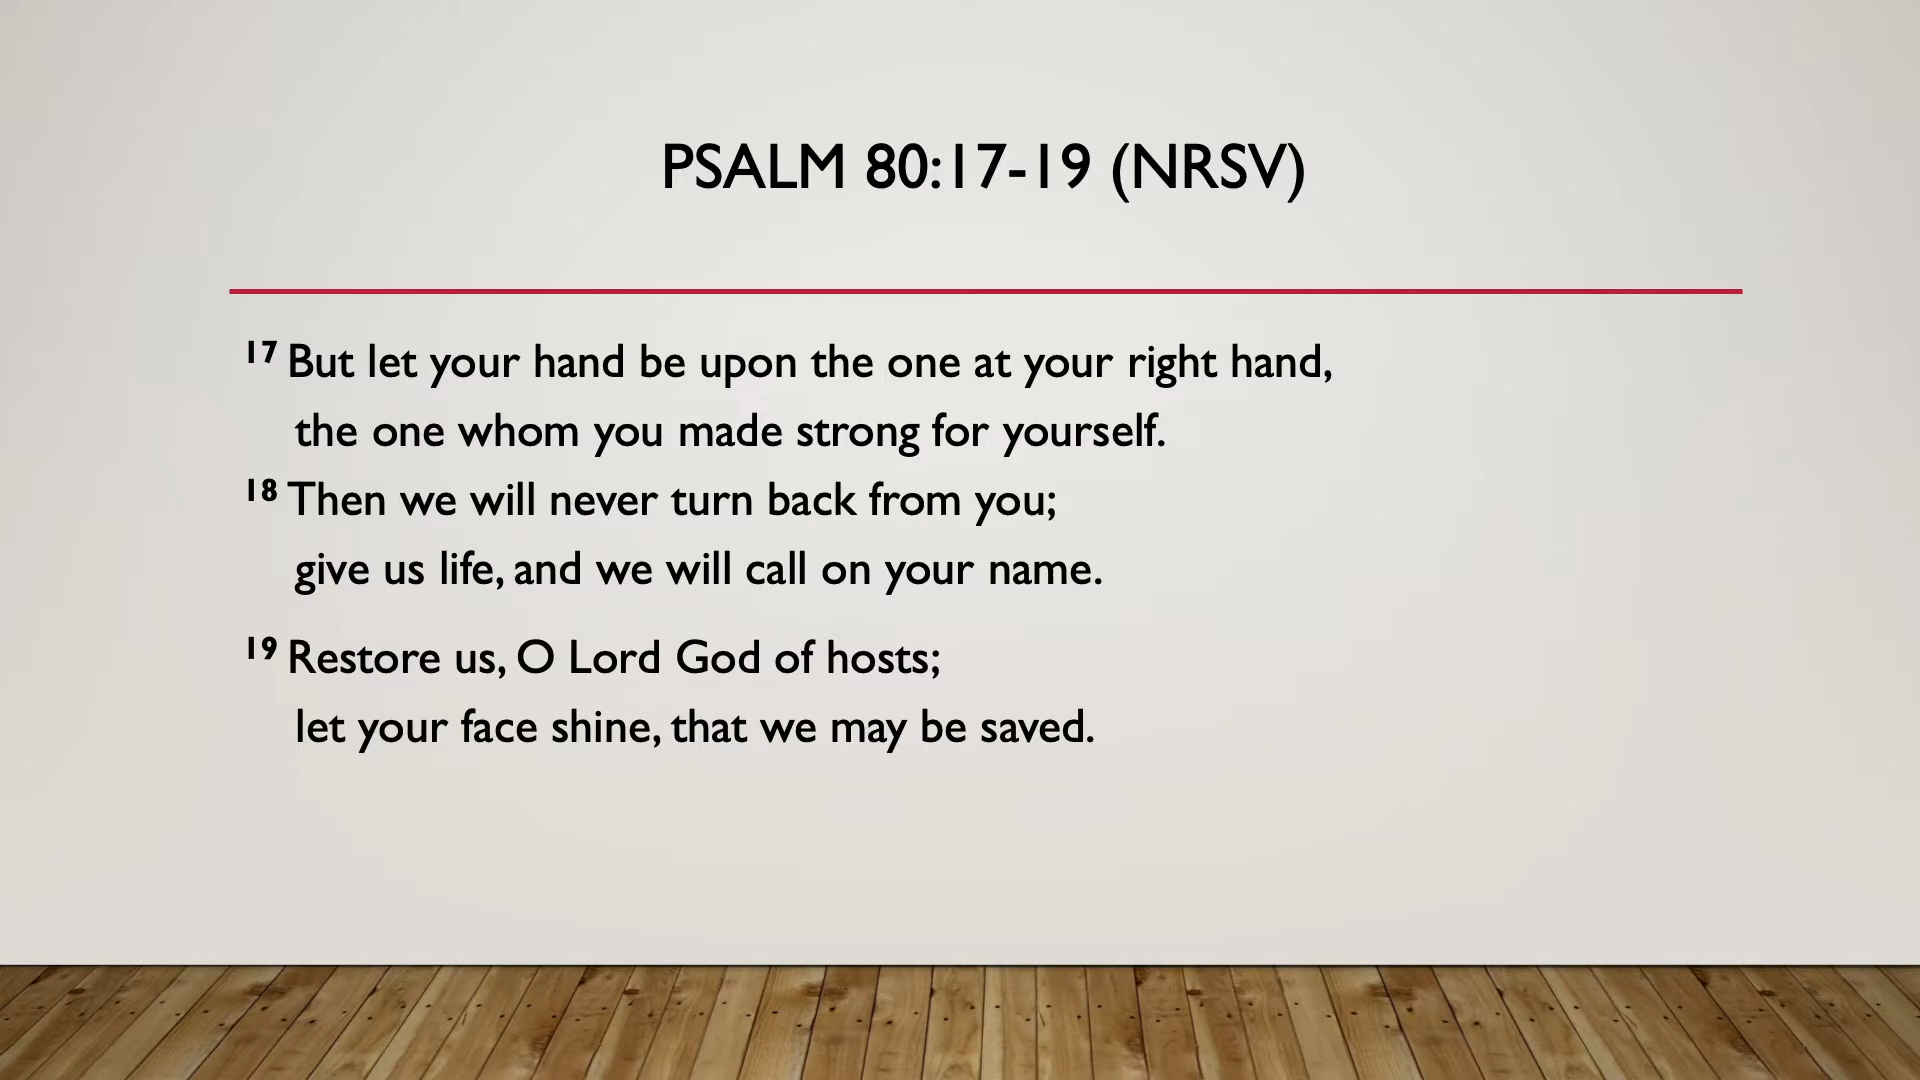 PSALM 80:17-19 (NRSV)
17 But let your hand be upon the one at your right hand,
the one whom you made strong for yourself.
18 Then we will never turn back from you;
give us life, and we will call on your name.
19 Restore us, O Lord God of hosts;
let your face shine, that we may be saved.